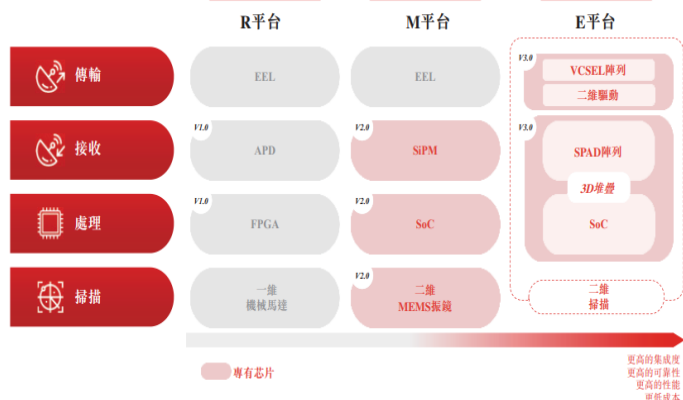 R平台
M平台
E平台
傳輸
EEL
EEL
V3.0
VCSEL陣列
二維驅動
接收
V1.0
APD
V2.0
SiPM
V3.0
SPAD陣列
3D堆疊
處理
V1.0
FPGA
V2.0
SoC
SoC
掃描
一維
機械馬達
V2.0
二維
MEMS振鏡
二維
掃描
專有芯片
更高的集成度
更高的可靠性
更高的性能
更低成本